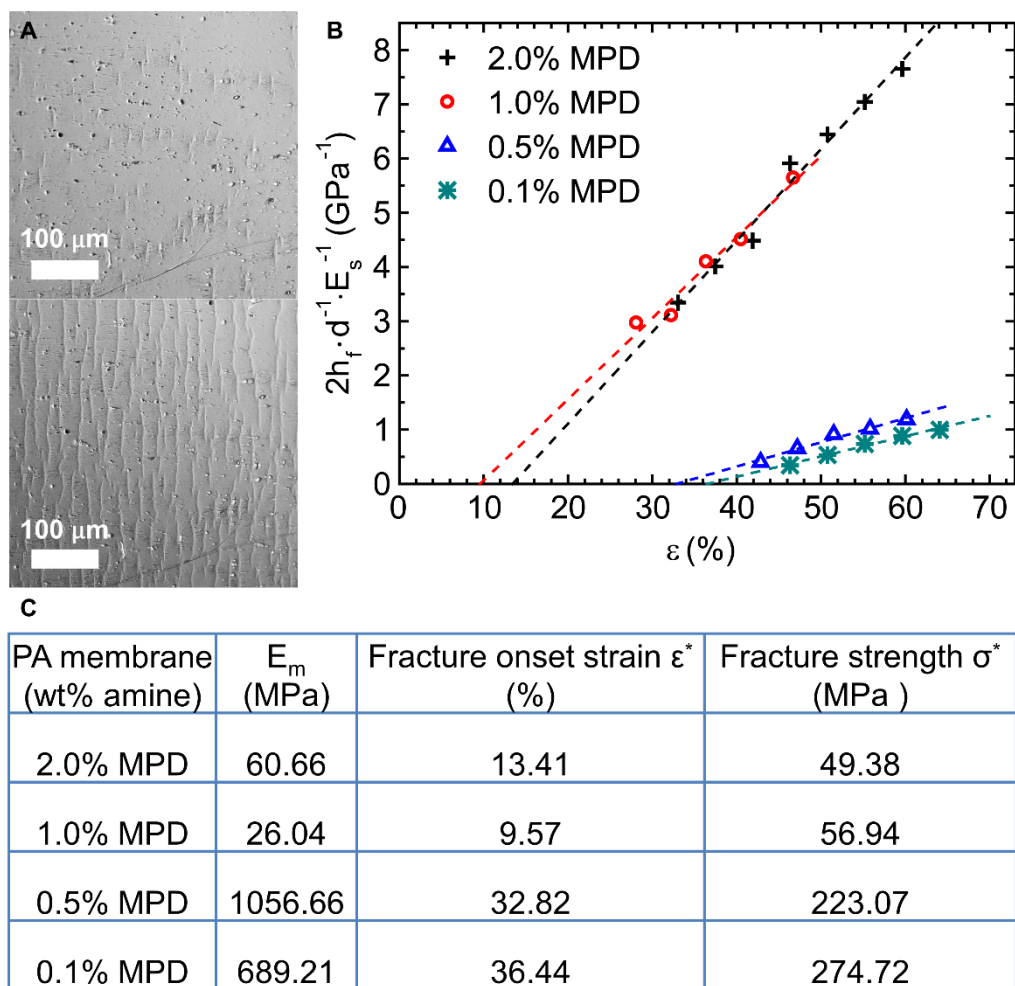 A
100 μm
100 μm
B
2.0% MPD
1.0% MPD
0.5% MPD
0.1% MPD
2h_f·d⁻¹·E_s⁻¹ (GPa⁻¹)
8
7
6
5
4
3
2
1
0
0 10 20 30 40 50 60 70
ε (%)
C
PA membrane (wt% amine) E_m (MPa) Fracture onset strain ε* (%) Fracture strength σ* (MPa )
2.0% MPD 60.66 13.41 49.38
1.0% MPD 26.04 9.57 56.94
0.5% MPD 1056.66 32.82 223.07
0.1% MPD 689.21 36.44 274.72